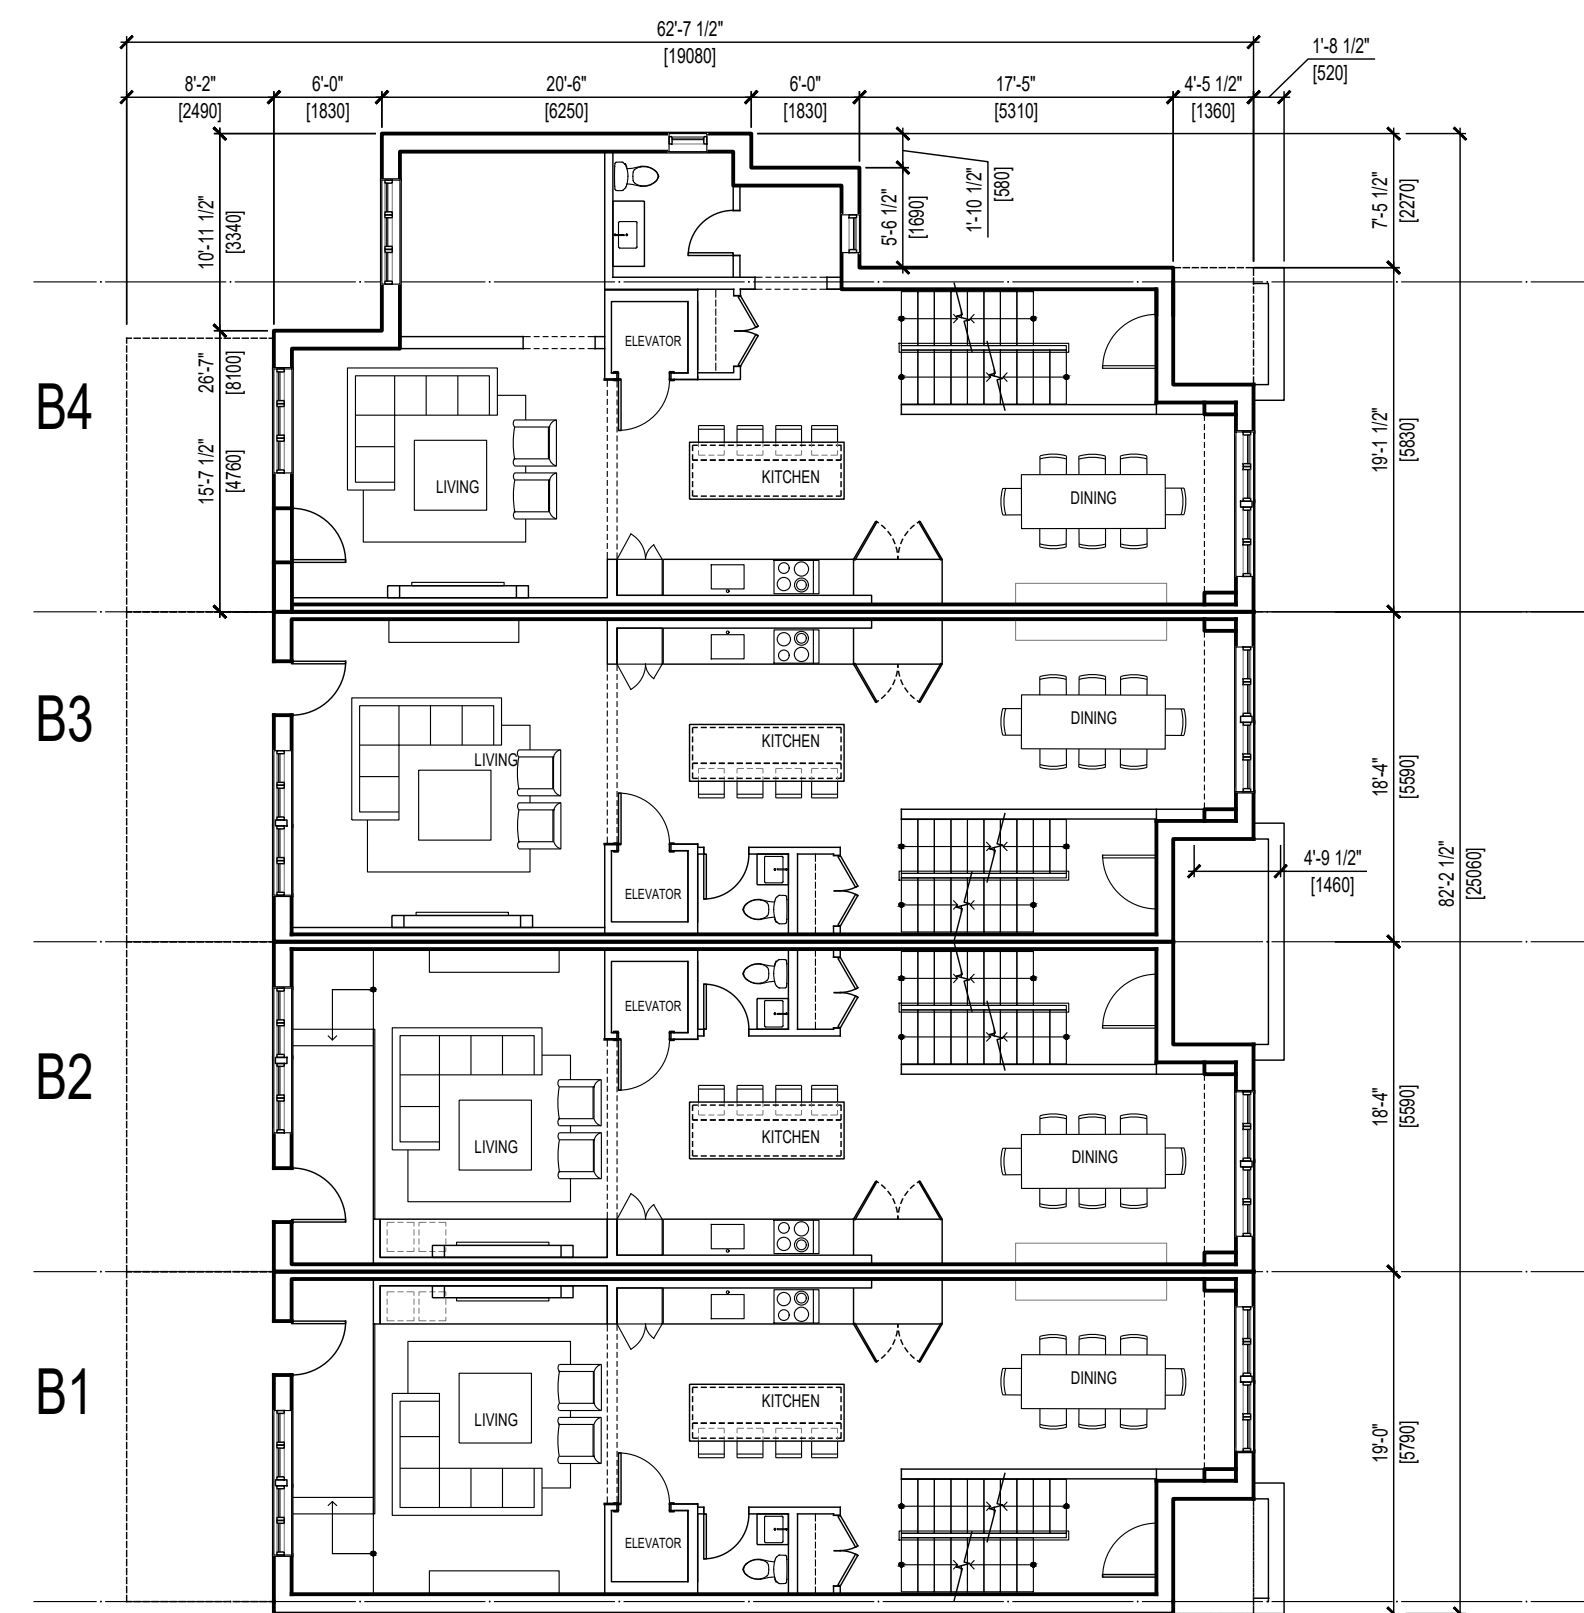 62'-7 1/2"
[19080]
1'-8 1/2"
[520]
8'-2"
[2490]
6'-0"
[1830]
20'-6"
[6250]
6'-0"
[1830]
17'-5"
[5310]
4'-5 1/2"
[1360]
10'-11 1/2"
[3340]
5'-6 1/2"
[1690]
1'-10 1/2"
[580]
7'-5 1/2"
[2270]
26'-7"
[8100]
15'-7 1/2"
[4760]
19'-1 1/2"
[5830]
B4
ELEVATOR
LIVING
KITCHEN
DINING
B3
LIVING
KITCHEN
DINING
ELEVATOR
18'-4"
[5590]
4'-9 1/2"
[1460]
82'-2 1/2"
[25060]
B2
ELEVATOR
LIVING
KITCHEN
DINING
18'-4"
[5590]
B1
LIVING
KITCHEN
DINING
ELEVATOR
19'-0"
[5790]